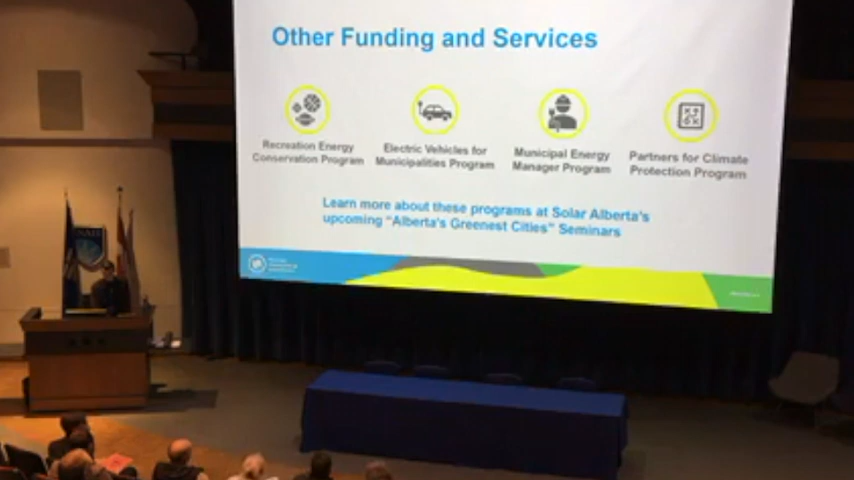 Other Funding and Services
Recreation Energy
Conservation Program
Electric Vehicles for
Municipalities Program
Municipal Energy
Manager Program
Partners for Climate
Protection Program
Learn more about these programs at Solar Alberta's
upcoming "Alberta's Greenest Cities" Seminars